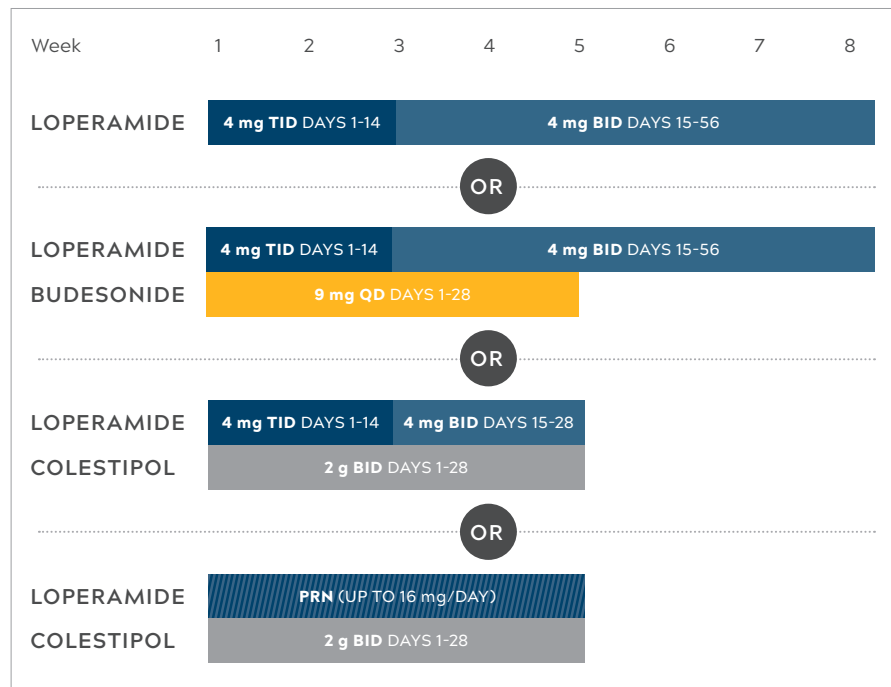 Week 1 2 3 4 5 6 7 8
LOPERAMIDE 4 mg TID DAYS 1-14 4 mg BID DAYS 15-56
OR
LOPERAMIDE 4 mg TID DAYS 1-14 4 mg BID DAYS 15-56
BUDESONIDE 9 mg QD DAYS 1-28
OR
LOPERAMIDE 4 mg TID DAYS 1-14 4 mg BID DAYS 15-28
COLESTIPOL 2 g BID DAYS 1-28
OR
LOPERAMIDE PRN (UP TO 16 mg/DAY)
COLESTIPOL 2 g BID DAYS 1-28